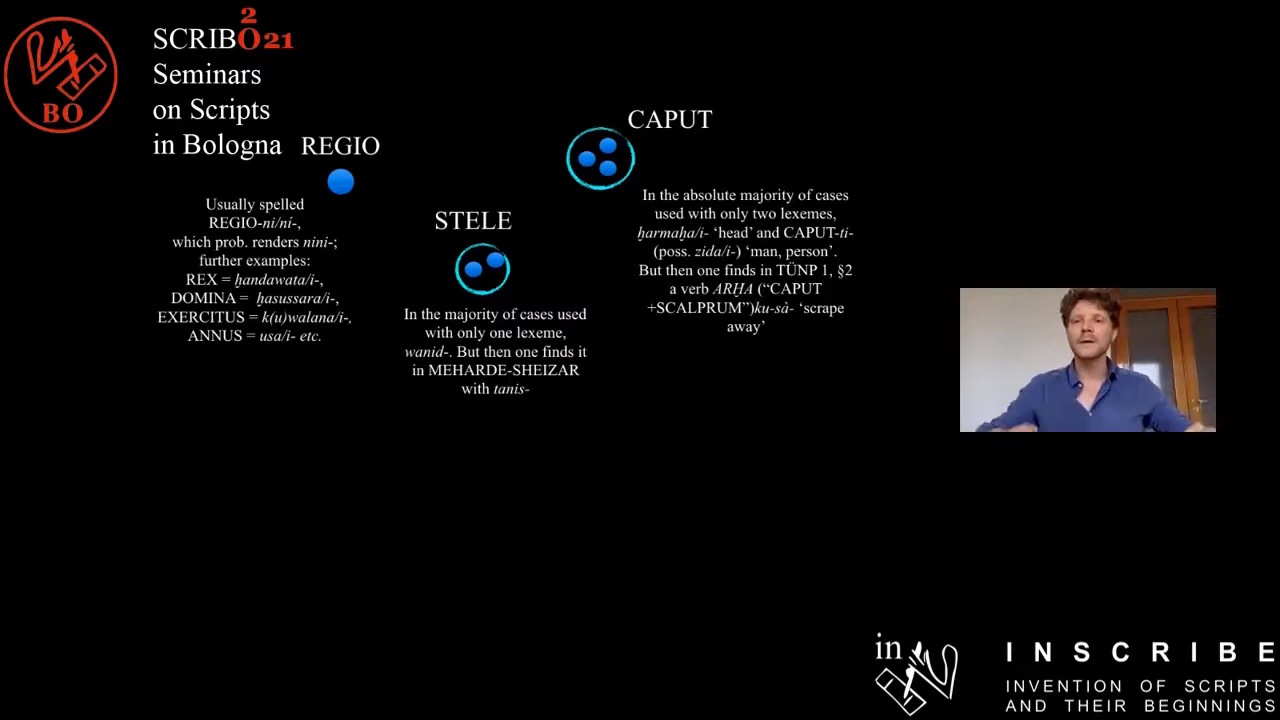 SCRIBO21
2
Seminars
on Scripts
in Bologna
BO
REGIO
Usually spelled
REGIO-ni/ní-,
which prob. renders nini-;
further examples:
REX = ḫandawata/i-,
DOMINA = ḫasussara/i-,
EXERCITUS = k(u)walana/i-,
ANNUS = usa/i- etc.
STELE
In the majority of cases used
with only one lexeme,
wanid-. But then one finds it
in MEHARDE-SHEIZAR
with tanis-
CAPUT
In the absolute majority of cases
used with only two lexemes,
ḫarmaḫa/i- ‘head’ and CAPUT-ti-
(poss. zida/i-) ‘man, person’.
But then one finds in TÜNP 1, §2
a verb ARḪA (“CAPUT
+SCALPRUM”)ku-sà- ‘scrape
away’
in
INSCRIBE
INVENTION OF SCRIPTS
AND THEIR BEGINNINGS